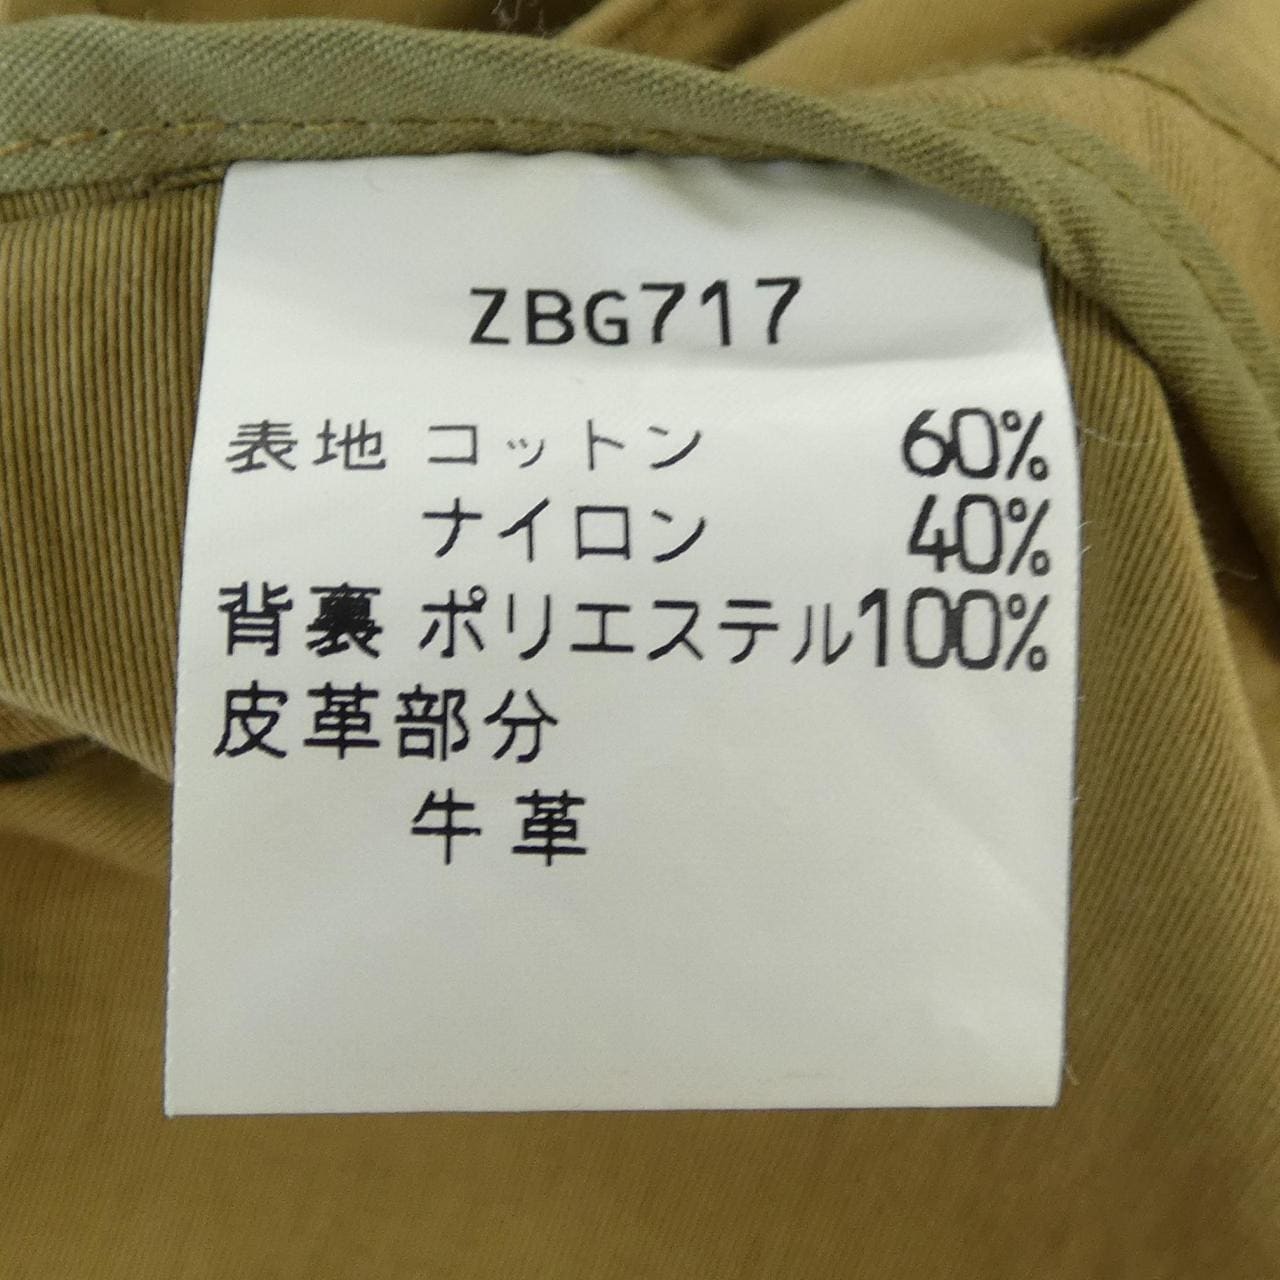 ZBG717
表地 コットン 60%
ナイロン 40%
背裏 ポリエステル100%
皮革部分
牛革